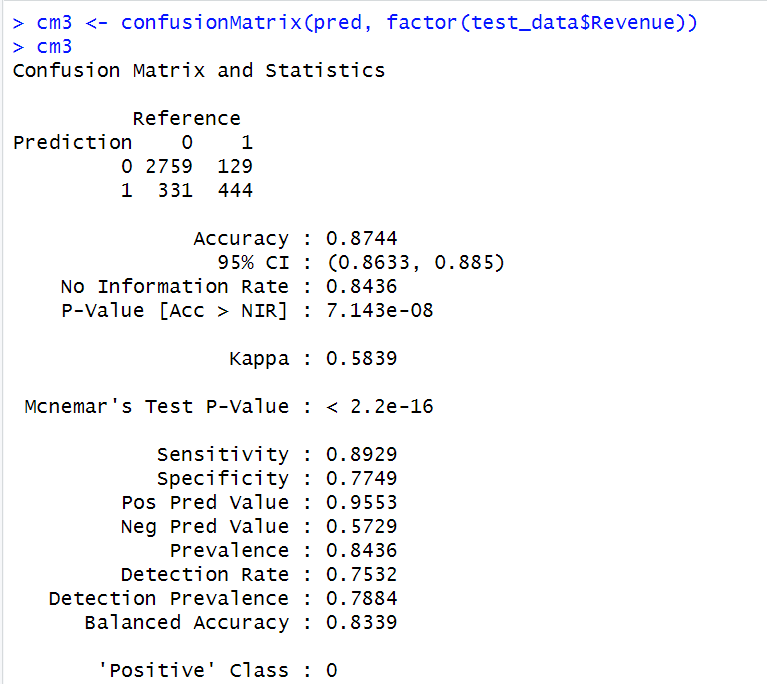 > cm3 <- confusionMatrix(pred, factor(test_data$Revenue))
> cm3
Confusion Matrix and Statistics
Reference
Prediction 0 1
0 2759 129
1 331 444
Accuracy : 0.8744
95% CI : (0.8633, 0.885)
No Information Rate : 0.8436
P-Value [Acc > NIR] : 7.143e-08
Kappa : 0.5839
Mcnemar's Test P-Value : < 2.2e-16
Sensitivity : 0.8929
Specificity : 0.7749
Pos Pred Value : 0.9553
Neg Pred Value : 0.5729
Prevalence : 0.8436
Detection Rate : 0.7532
Detection Prevalence : 0.7884
Balanced Accuracy : 0.8339
'Positive' Class : 0